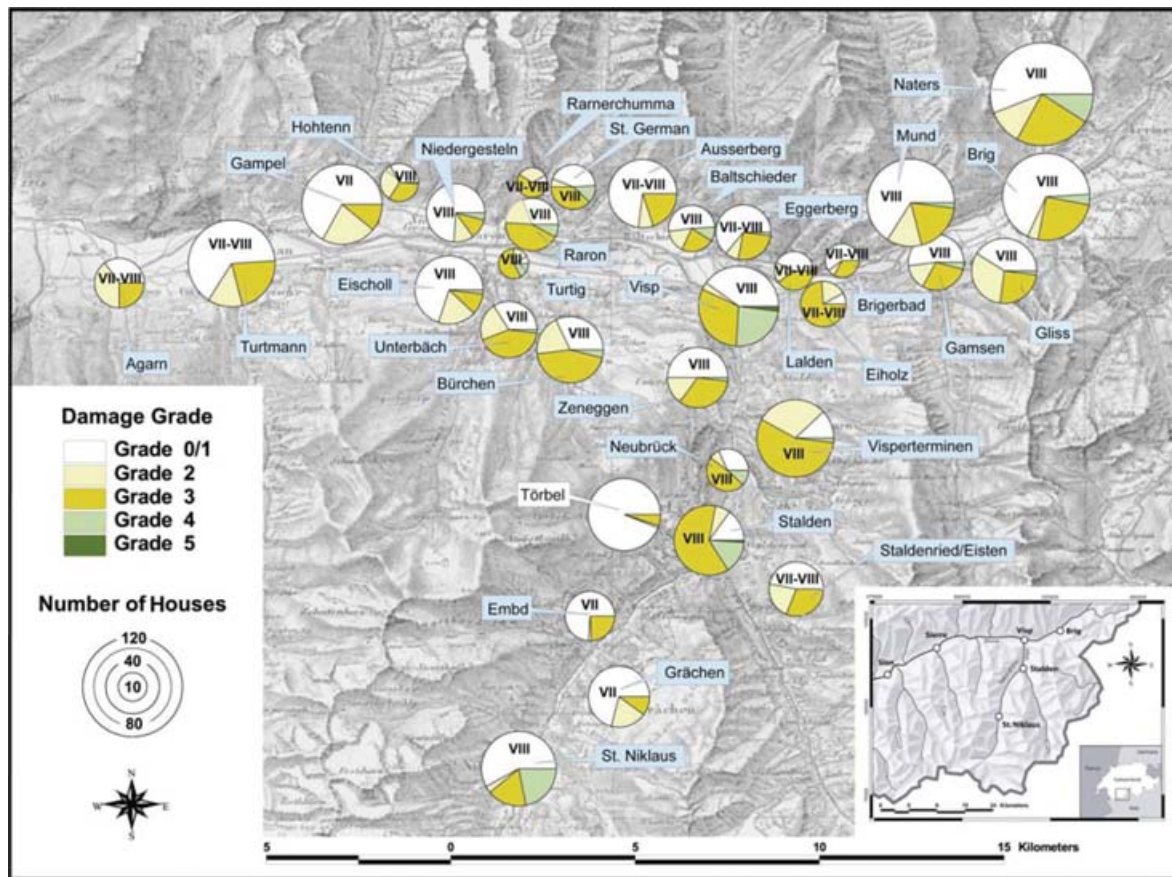 Naters
VIII
Ramerchumma
Hohtenn
St. German
Mund
Gampel
Niedergesteln
Ausserberg
Brig
Baltschieder
VII
VIII
VII-VIII
VIII
VII-VIII
VIII
VIII
VIII
VIII
VIII
VII-VIII
Eggerberg
VII-VIII
VIII
Raron
VII-VIII
VIII
VIII
VII-VIII
Eischoll
VIII
Turtig
Visp
VII-VIII
VIII
VII-VIII
Brigerbad
Agarn
Turtmann
Unterbäch
VIII
VIII
Lalden
Gamsen
Gliss
Bürchen
Eiholz
Zeneggen
VIII
Damage Grade
Grade 0/1
Grade 2
Grade 3
Grade 4
Grade 5
Neubrück
VIII
Visperterminen
VIII
Törbel
Stalden
VIII
Staldenried/Eisten
VII-VIII
Number of Houses
120
40
10
80
Embd
VII
Grächen
VII
St. Niklaus
VIII
Sierre
Visp
Brig
Sion
Stalden
St. Niklaus
Kilometers
N
W E
S
5 0 5 10 15 Kilometers